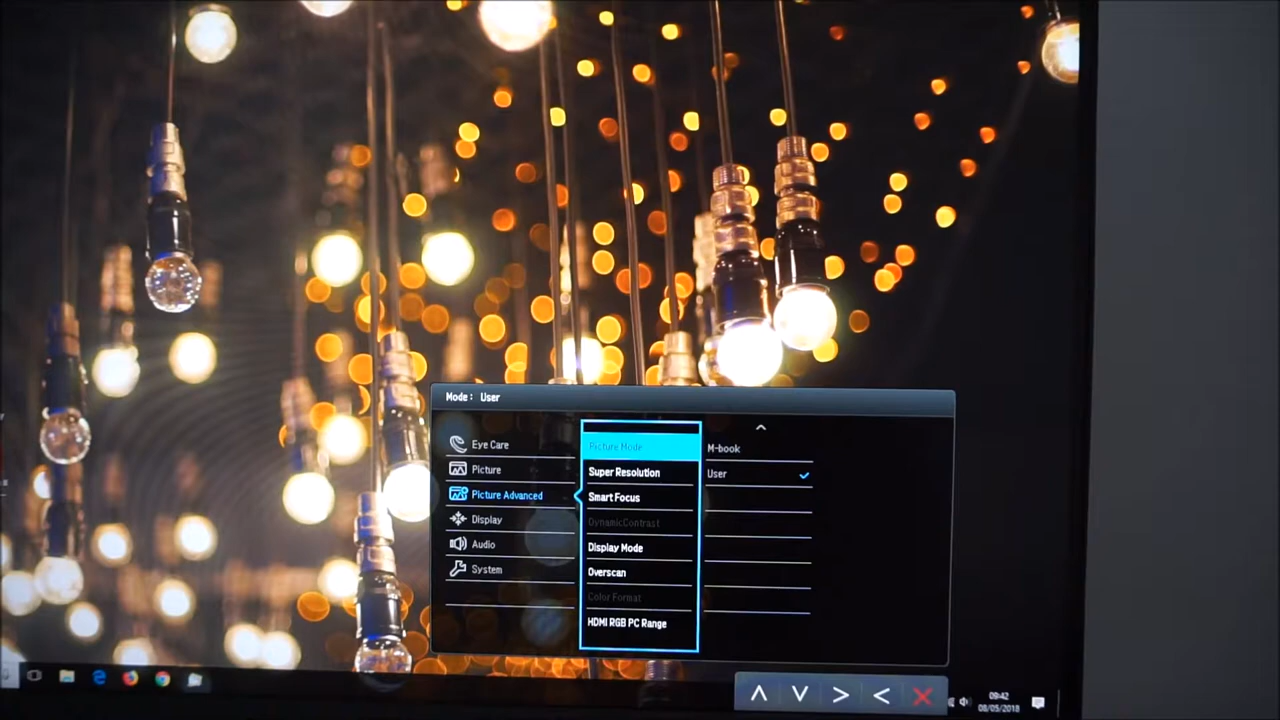 Mode: User
Eye Care
Picture
Picture Advanced
Display
Audio
System
Picture Mode
Super Resolution
Smart Focus
DynamicContrast
Display Mode
Overscan
Color Format
HDMI RGB PC Range
M-book
User
09:42
08/05/2018